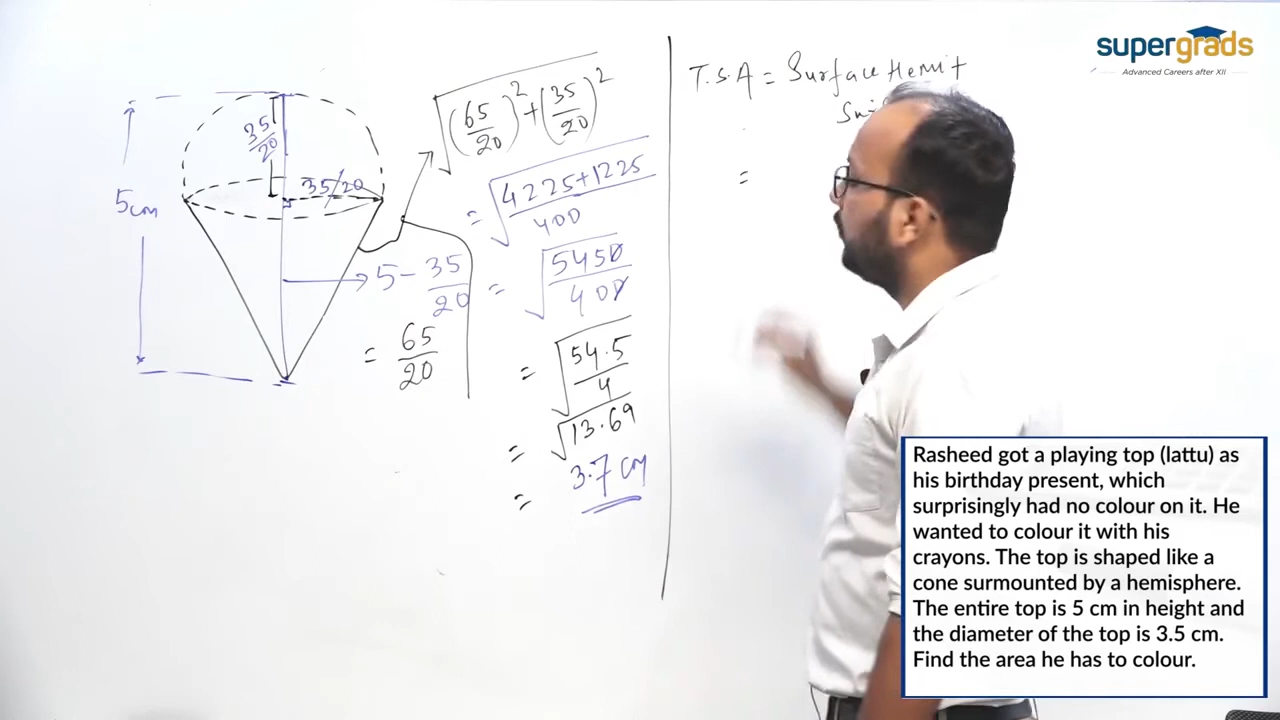 supergrads
Advanced Careers after XII
5cm
35/20
35/20
5 - 35/20
= 65/20
√((65/20)² + (35/20)²)
= √((4225+1225)/400)
= √(5450/400)
= √(54.5/4)
= √13.69
= 3.7 cm
T.S.A = Surface Hemi +
=
Rasheed got a playing top (lattu) as
his birthday present, which
surprisingly had no colour on it. He
wanted to colour it with his
crayons. The top is shaped like a
cone surmounted by a hemisphere.
The entire top is 5 cm in height and
the diameter of the top is 3.5 cm.
Find the area he has to colour.